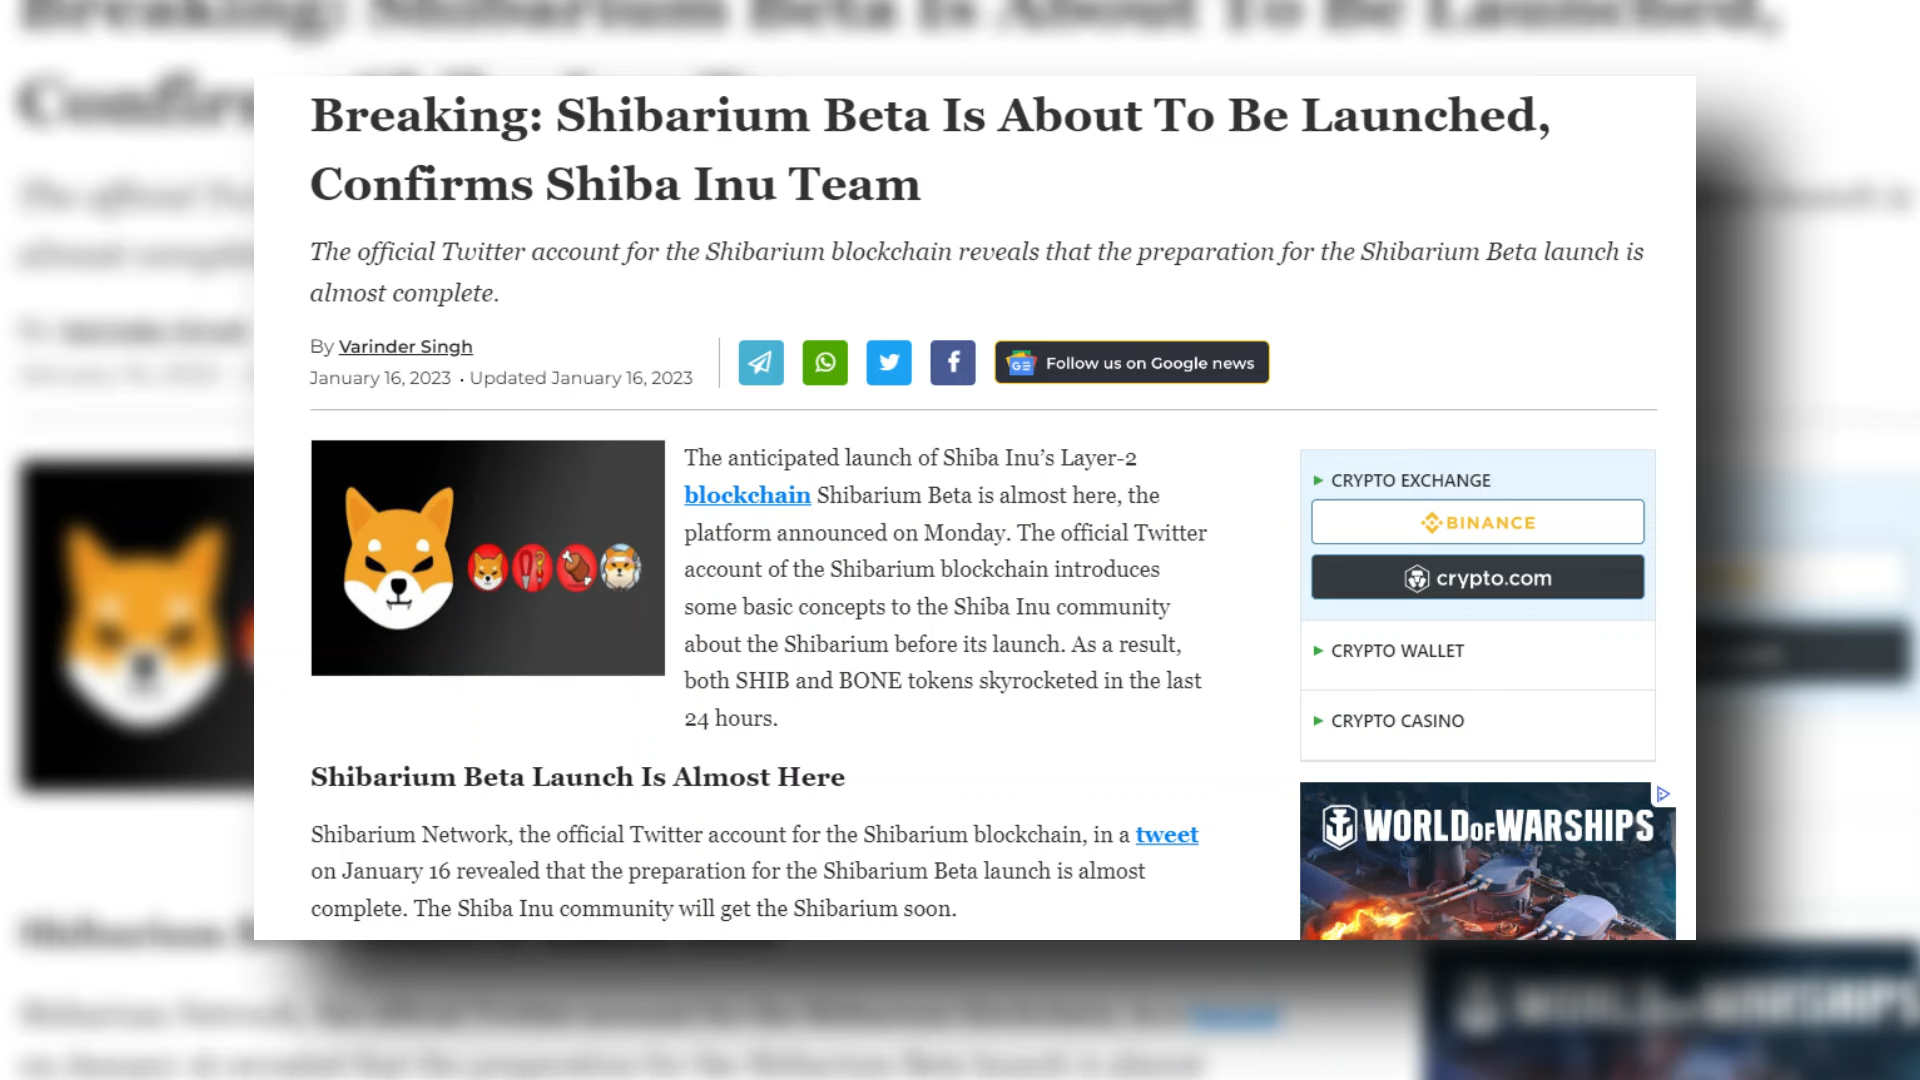 Breaking: Shibarium Beta Is About To Be Launched,
Confirms Shiba Inu Team
The official Twitter account for the Shibarium blockchain reveals that the preparation for the Shibarium Beta launch is
almost complete.
By Varinder Singh
January 16, 2023 • Updated January 16, 2023
GE Follow us on Google news
The anticipated launch of Shiba Inu’s Layer-2
blockchain Shibarium Beta is almost here, the
platform announced on Monday. The official Twitter
account of the Shibarium blockchain introduces
some basic concepts to the Shiba Inu community
about the Shibarium before its launch. As a result,
both SHIB and BONE tokens skyrocketed in the last
24 hours.
CRYPTO EXCHANGE
BINANCE
crypto.com
CRYPTO WALLET
CRYPTO CASINO
Shibarium Beta Launch Is Almost Here
Shibarium Network, the official Twitter account for the Shibarium blockchain, in a tweet
on January 16 revealed that the preparation for the Shibarium Beta launch is almost
complete. The Shiba Inu community will get the Shibarium soon.
WORLD OF WARSHIPS